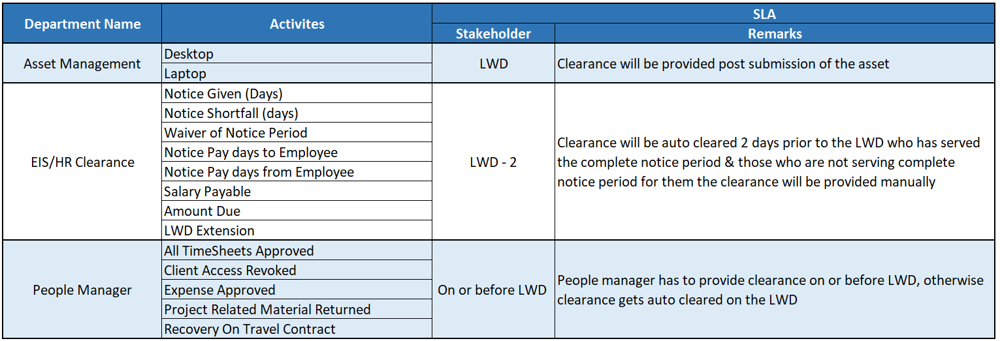 Department Name
Activites
SLA
Stakeholder
Remarks
Asset Management
Desktop
Laptop
LWD
Clearance will be provided post submission of the asset
EIS/HR Clearance
Notice Given (Days)
Notice Shortfall (days)
Waiver of Notice Period
Notice Pay days to Employee
Notice Pay days from Employee
Salary Payable
Amount Due
LWD Extension
LWD - 2
Clearance will be auto cleared 2 days prior to the LWD who has served
the complete notice period & those who are not serving complete
notice period for them the clearance will be provided manually
People Manager
All TimeSheets Approved
Client Access Revoked
Expense Approved
Project Related Material Returned
Recovery On Travel Contract
On or before LWD
People manager has to provide clearance on or before LWD, otherwise
clearance gets auto cleared on the LWD